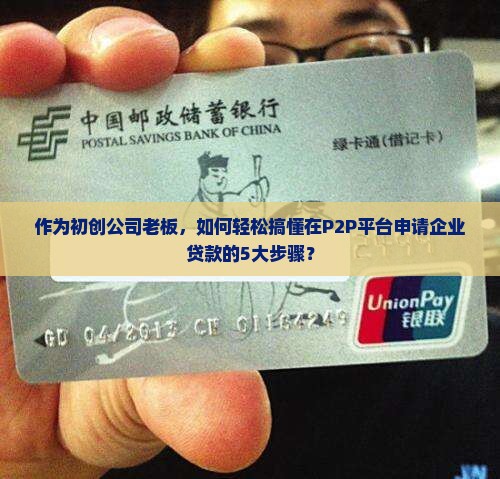 中国邮政储蓄银行
POSTAL SAVINGS BANK OF CHINA
绿卡通(借记卡)
作为初创公司老板，如何轻松搞懂在P2P平台申请企业
贷款的5大步骤？
UnionPay
银联